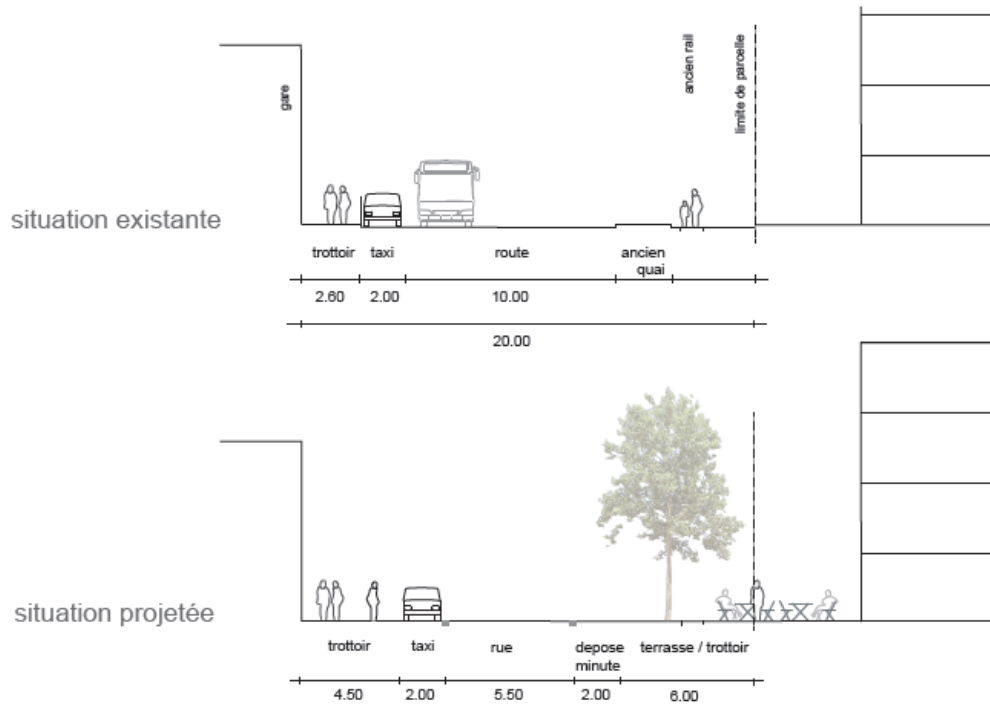 gare
ancien rail
limite de parcelle
situation existante
trottoir taxi route ancien
quai
2.60 2.00 10.00
20.00
situation projetée
trottoir taxi rue depose terrasse / trottoir
minute
4.50 2.00 5.50 2.00 6.00